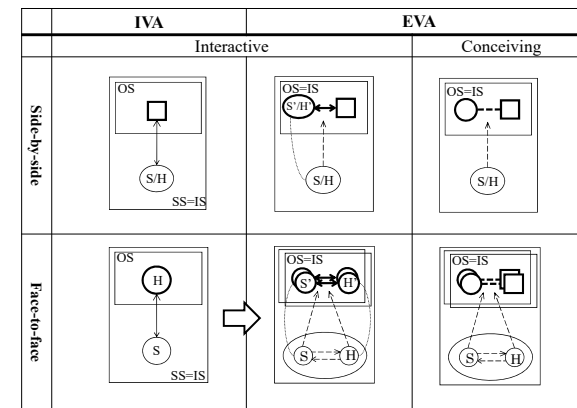 IVA EVA
Interactive Conceiving
Side-by-side
OS
S/H
SS=IS
OS=IS
S'/H'
S/H
OS=IS
S/H
Face-to-face
OS
H
S
SS=IS
OS=IS
S' H'
S H
OS=IS
S H